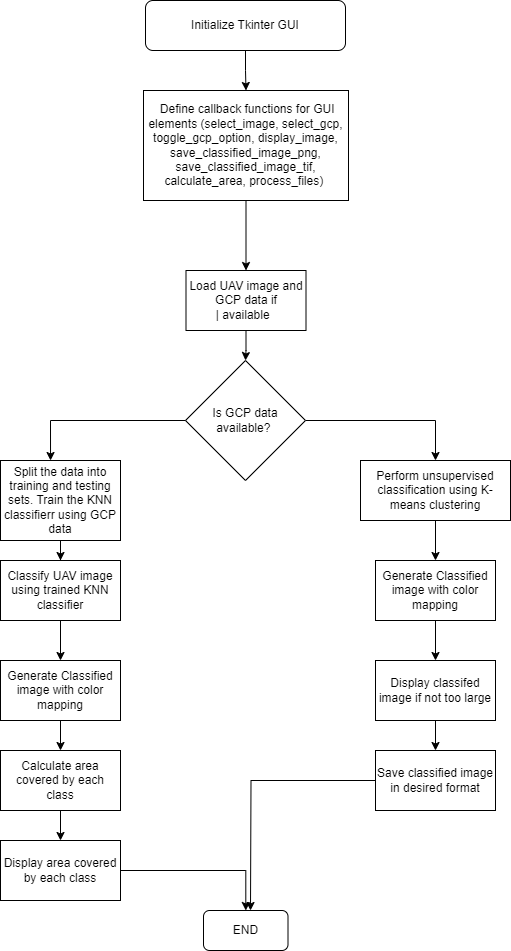 Initialize Tkinter GUI
Define callback functions for GUI
elements (select_image, select_gcp,
toggle_gcp_option, display_image,
save_classified_image_png,
save_classified_image_tif,
calculate_area, process_files)
Load UAV image and
GCP data if
| available
Is GCP data
available?
Split the data into
training and testing
sets. Train the KNN
classifierr using GCP
data
Classify UAV image
using trained KNN
classifier
Generate Classified
image with color
mapping
Calculate area
covered by each
class
Display area covered
by each class
Perform unsupervised
classification using K-
means clustering
Generate Classified
image with color
mapping
Display classifed
image if not too large
Save classified image
in desired format
END